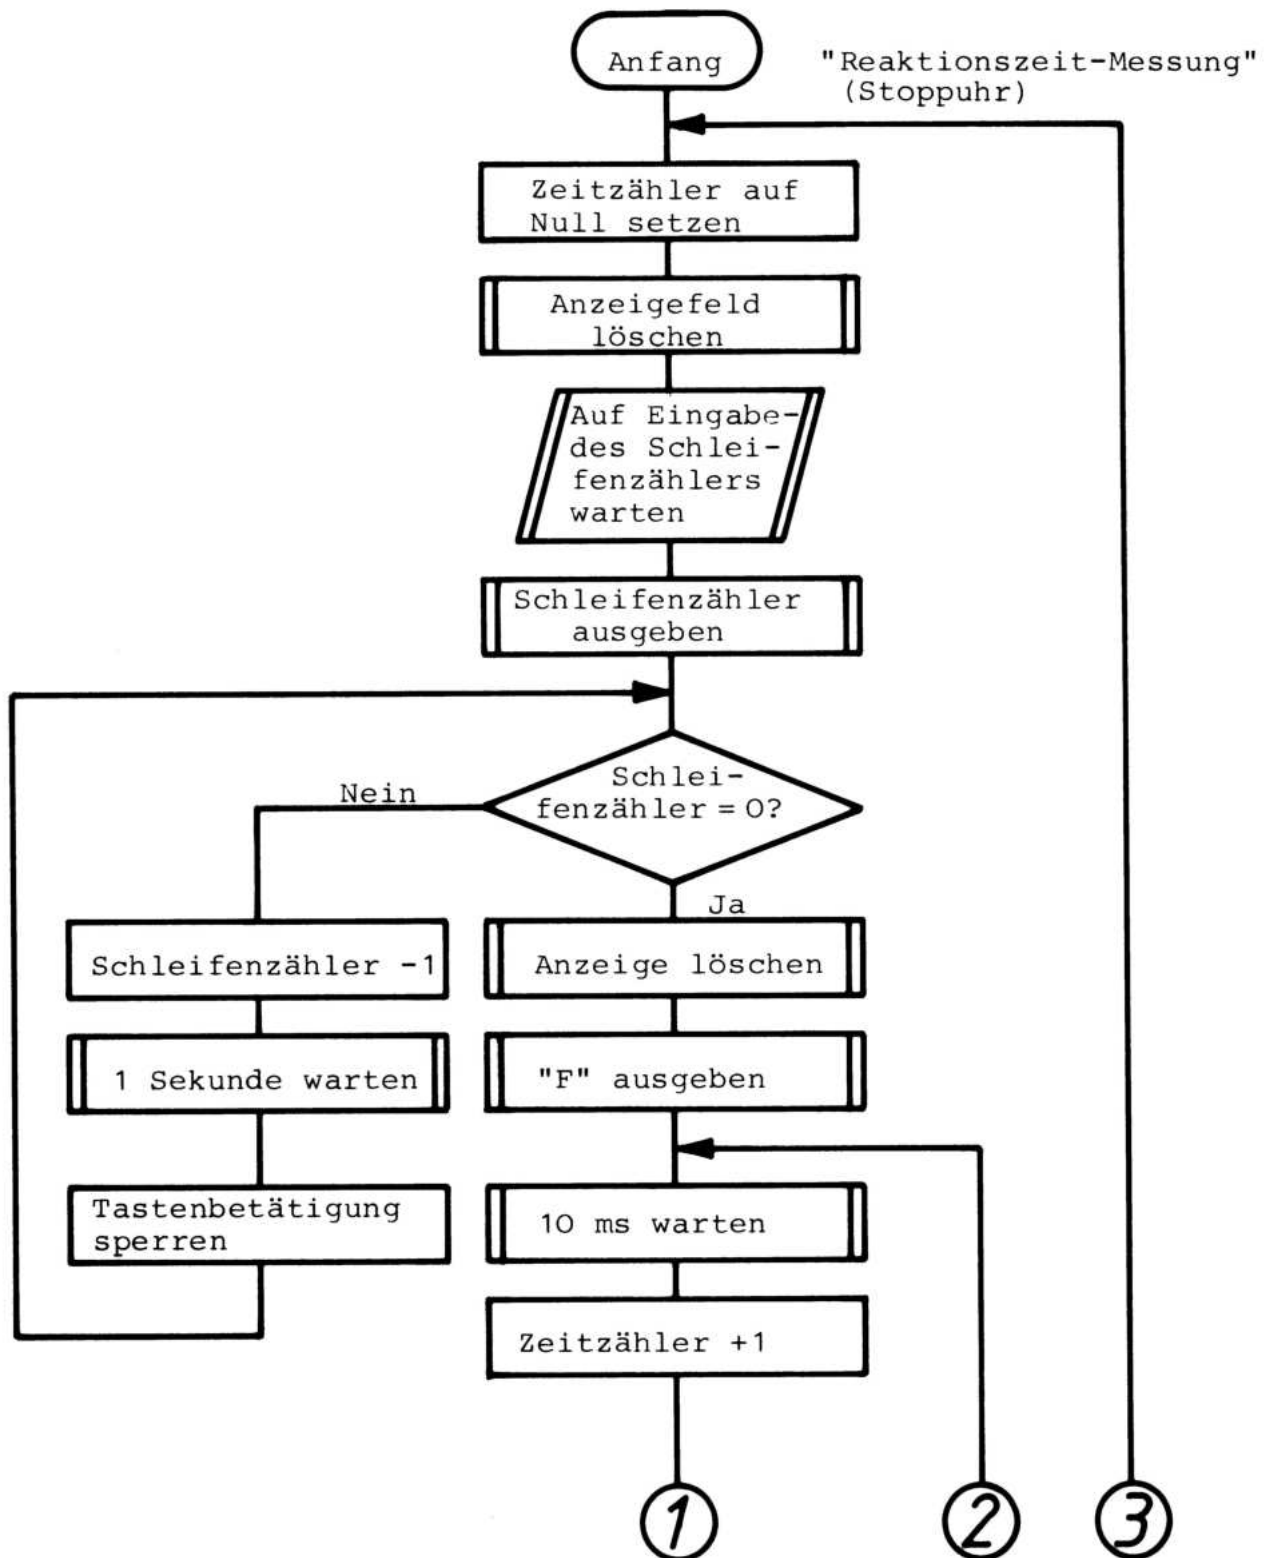 Anfang
"Reaktionszeit-Messung"
(Stoppuhr)
Zeitzähler auf
Null setzen
Anzeigefeld
löschen
Auf Eingabe-
des Schlei-
fenzählers
warten
Schleifenzähler
ausgeben
Schlei-
fenzähler = 0?
Nein
Ja
Schleifenzähler -1
1 Sekunde warten
Tastenbetätigung
sperren
Anzeige löschen
"F" ausgeben
10 ms warten
Zeitzähler +1
1
2
3